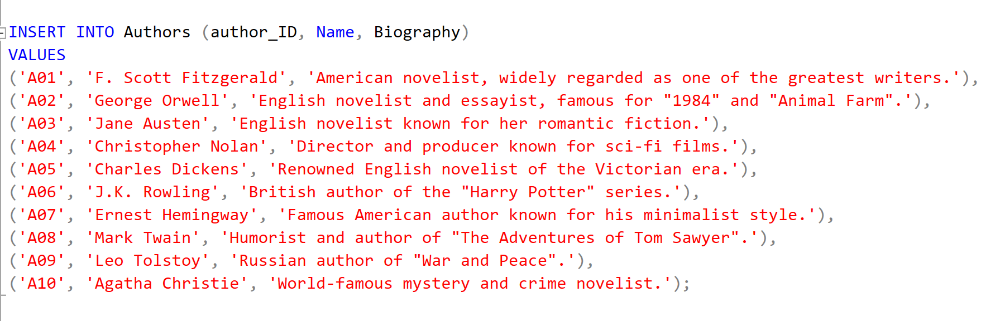 INSERT INTO Authors (author_ID, Name, Biography)
VALUES
('A01', 'F. Scott Fitzgerald', 'American novelist, widely regarded as one of the greatest writers.'),
('A02', 'George Orwell', 'English novelist and essayist, famous for "1984" and "Animal Farm".'),
('A03', 'Jane Austen', 'English novelist known for her romantic fiction.'),
('A04', 'Christopher Nolan', 'Director and producer known for sci-fi films.'),
('A05', 'Charles Dickens', 'Renowned English novelist of the Victorian era.'),
('A06', 'J.K. Rowling', 'British author of the "Harry Potter" series.'),
('A07', 'Ernest Hemingway', 'Famous American author known for his minimalist style.'),
('A08', 'Mark Twain', 'Humorist and author of "The Adventures of Tom Sawyer".'),
('A09', 'Leo Tolstoy', 'Russian author of "War and Peace".'),
('A10', 'Agatha Christie', 'World-famous mystery and crime novelist.');